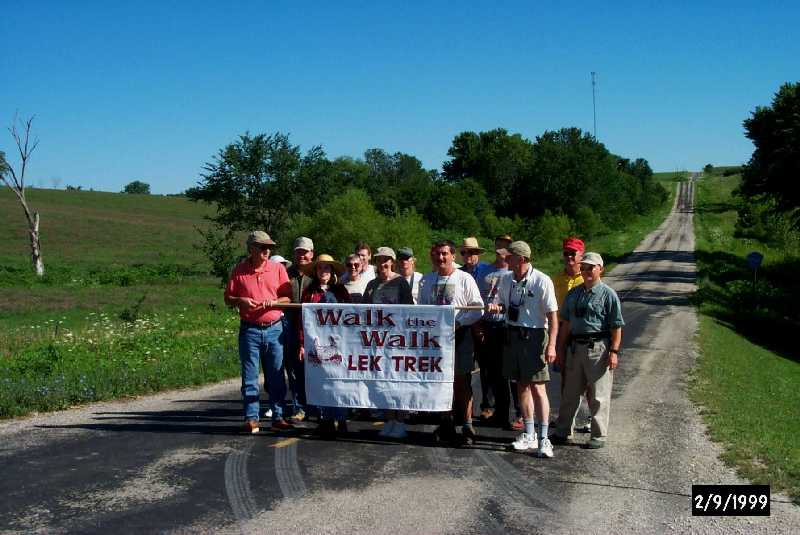 Walk the
Walk
LEK TREK
2/9/1999